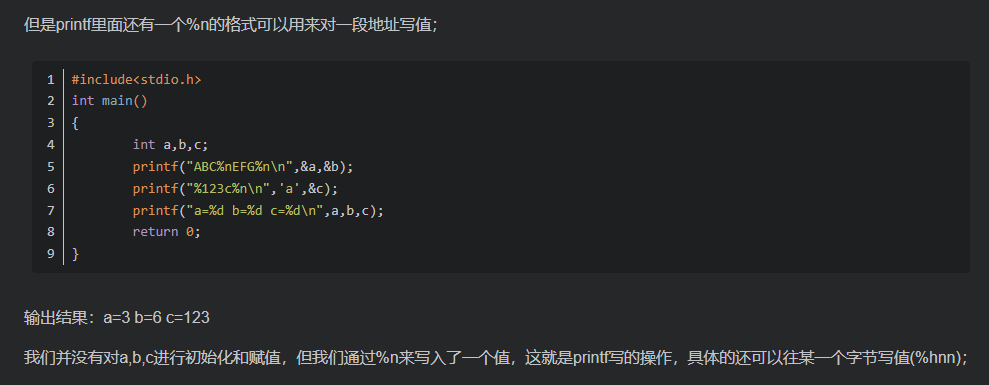 但是printf里面还有一个%n的格式可以用来对一段地址写值；
1 #include<stdio.h>
2 int main()
3 {
4         int a,b,c;
5         printf("ABC%nEFG%n\n",&a,&b);
6         printf("%123c%n\n",'a',&c);
7         printf("a=%d b=%d c=%d\n",a,b,c);
8         return 0;
9 }
输出结果：a=3 b=6 c=123
我们并没有对a,b,c进行初始化和赋值，但我们通过%n来写入了一个值，这就是printf写的操作，具体的还可以往某一个字节写值(%hnn)；